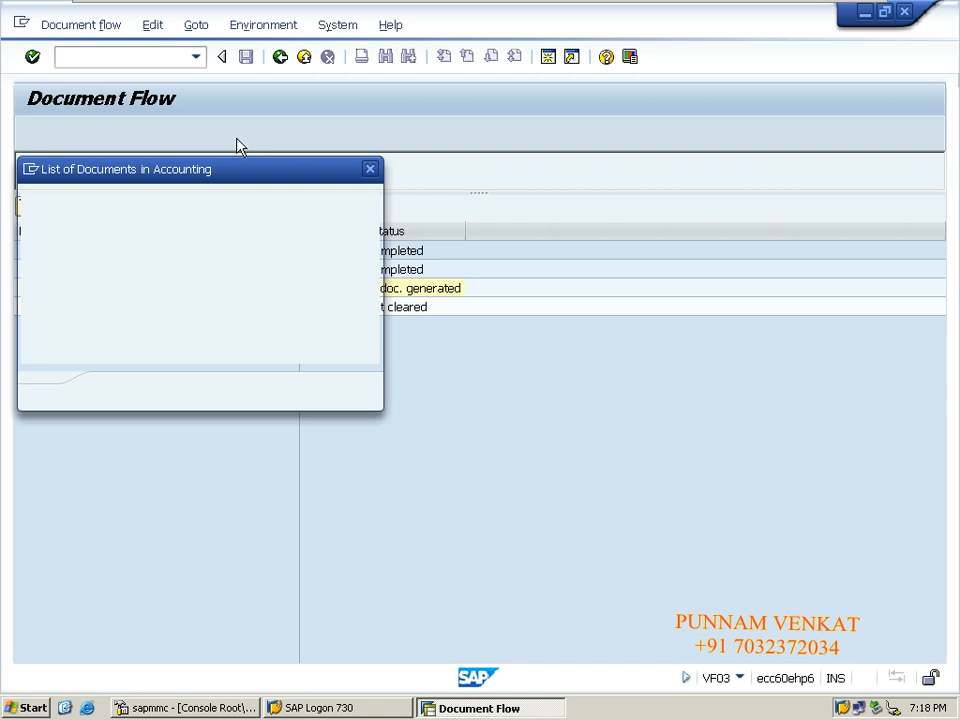 Document flow Edit Goto Environment System Help
Document Flow
List of Documents in Accounting
tatus
mpleted
mpleted
doc. generated
t cleared
PUNNAM VENKAT
+91 7032372034
SAP VF03 ecc60ehp6 INS
Start sapmmc - [Console Root\... SAP Logon 730 Document Flow 7:18 PM